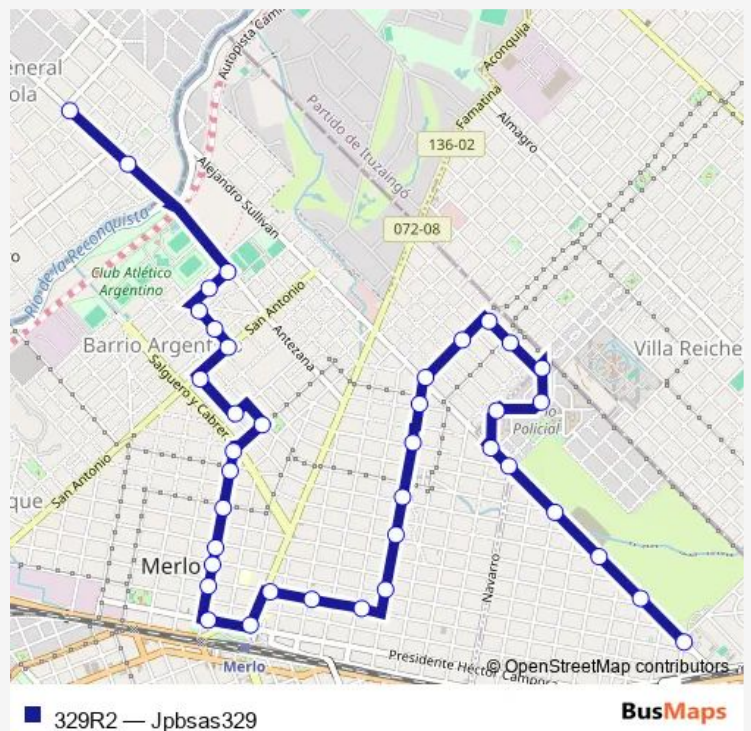 eneral
ola
Autopista Cami
Aconquija
Famatina
Almagro
Partido de Ituzaingó
136-02
072-08
Alejandro Sullivan
Río de la Reconquista
o
Club Atlético
Argentino
San Antonio
Antezana
Barrio Argent
Villa Reiche
Salguero y Cabrer
io
Policial
San Antonio
que
Merlo
Navarro
Merlo
Presidente Héctor Campora
© OpenStreetMap contributors
329R2 — Jpbsas329
BusMaps